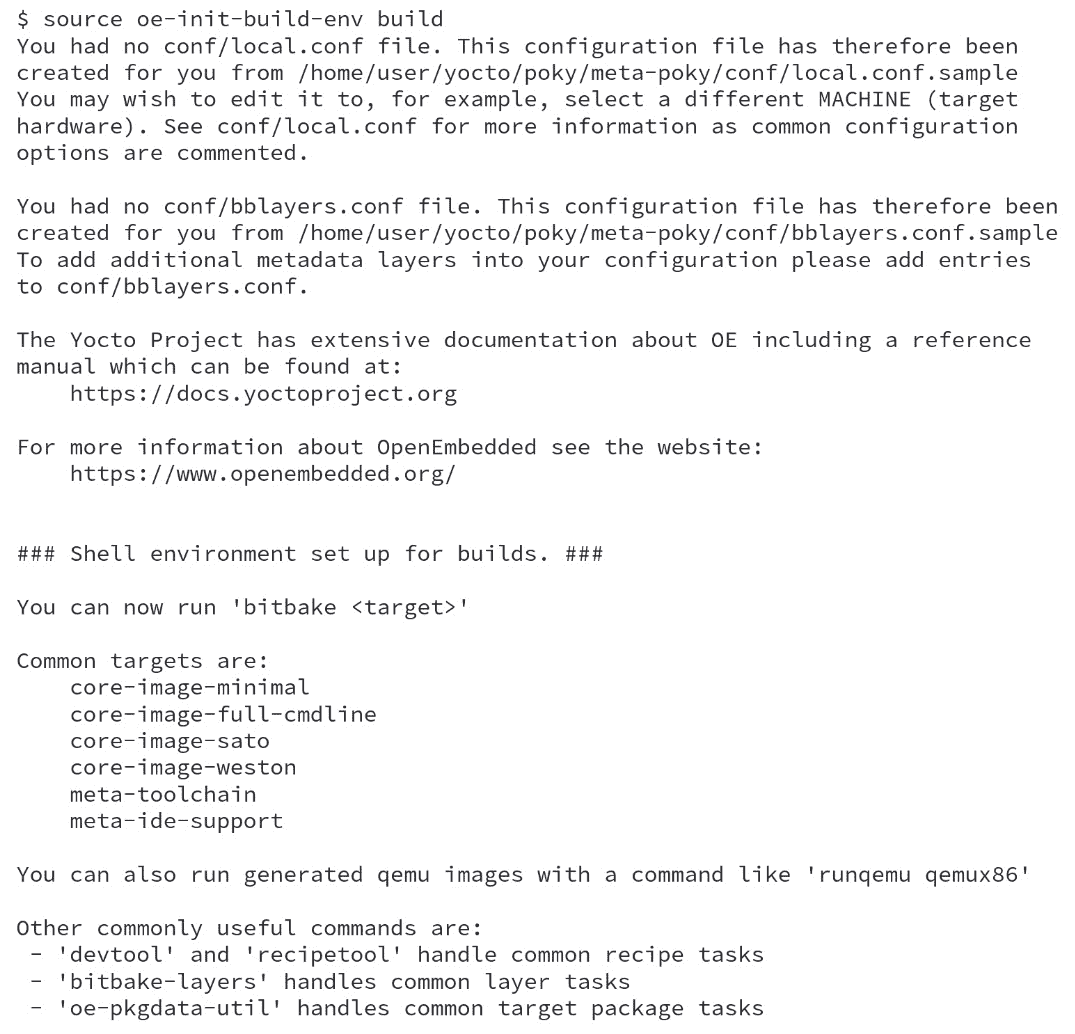 $ source oe-init-build-env build
You had no conf/local.conf file. This configuration file has therefore been
created for you from /home/user/yocto/poky/meta-poky/conf/local.conf.sample
You may wish to edit it to, for example, select a different MACHINE (target
hardware). See conf/local.conf for more information as common configuration
options are commented.

You had no conf/bblayers.conf file. This configuration file has therefore been
created for you from /home/user/yocto/poky/meta-poky/conf/bblayers.conf.sample
To add additional metadata layers into your configuration please add entries
to conf/bblayers.conf.

The Yocto Project has extensive documentation about OE including a reference
manual which can be found at:
    https://docs.yoctoproject.org

For more information about OpenEmbedded see the website:
    https://www.openembedded.org/


### Shell environment set up for builds. ###

You can now run 'bitbake <target>'

Common targets are:
    core-image-minimal
    core-image-full-cmdline
    core-image-sato
    core-image-weston
    meta-toolchain
    meta-ide-support

You can also run generated qemu images with a command like 'runqemu qemux86'

Other commonly useful commands are:
 - 'devtool' and 'recipetool' handle common recipe tasks
 - 'bitbake-layers' handles common layer tasks
 - 'oe-pkgdata-util' handles common target package tasks